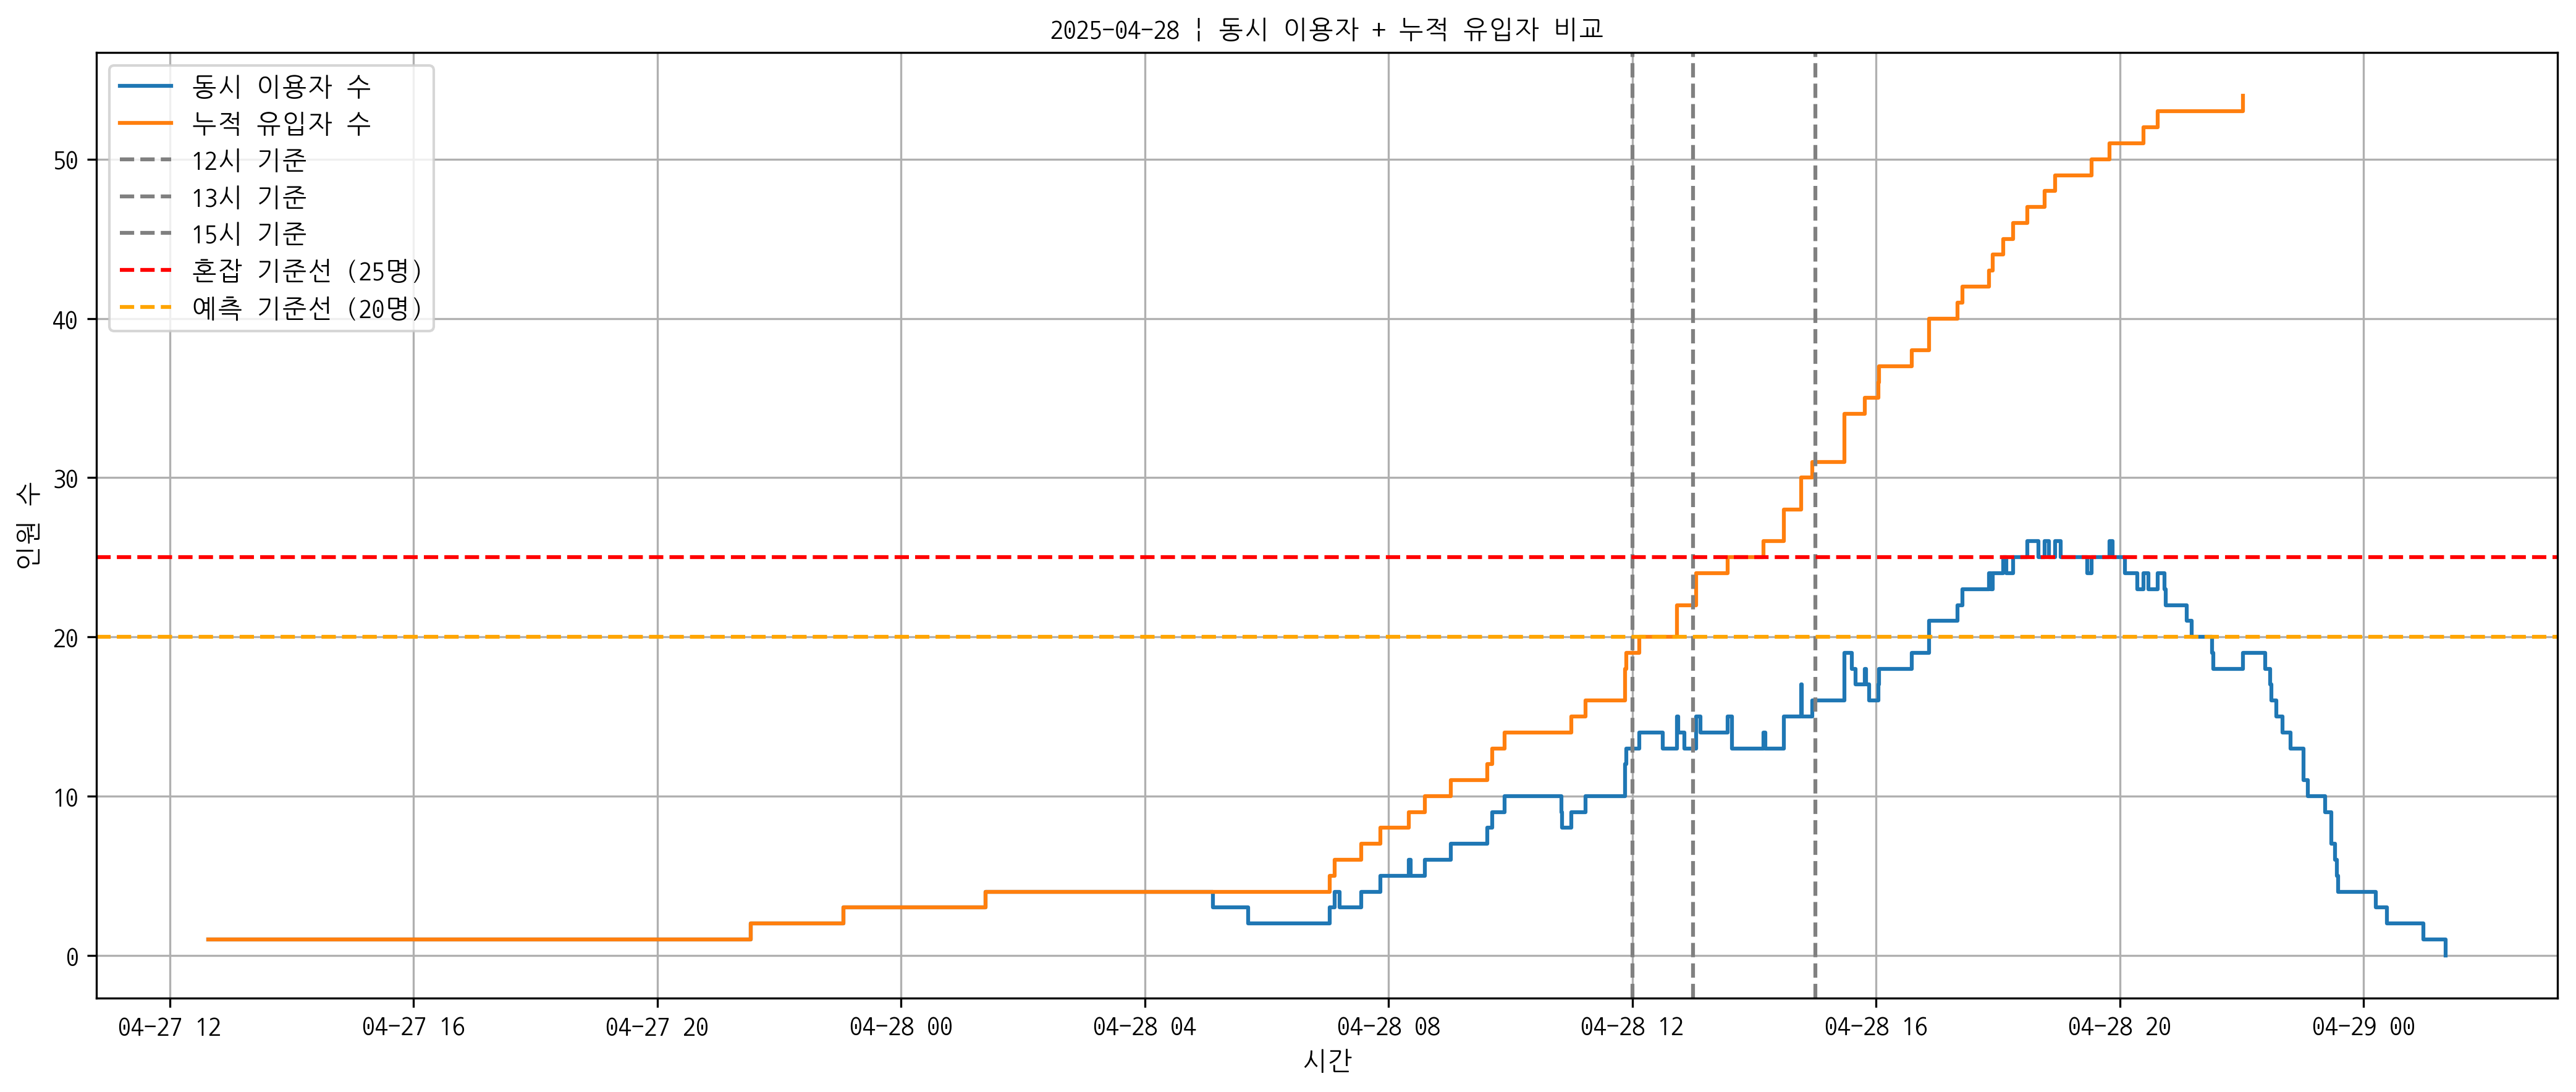 2025-04-28 | 동시 이용자 + 누적 유입자 비교
동시 이용자 수
누적 유입자 수
12시 기준
13시 기준
15시 기준
혼잡 기준선 (25명)
예측 기준선 (20명)
인원 수
50
40
30
20
10
0
04-27 12
04-27 16
04-27 20
04-28 00
04-28 04
04-28 08
04-28 12
04-28 16
04-28 20
04-29 00
시간